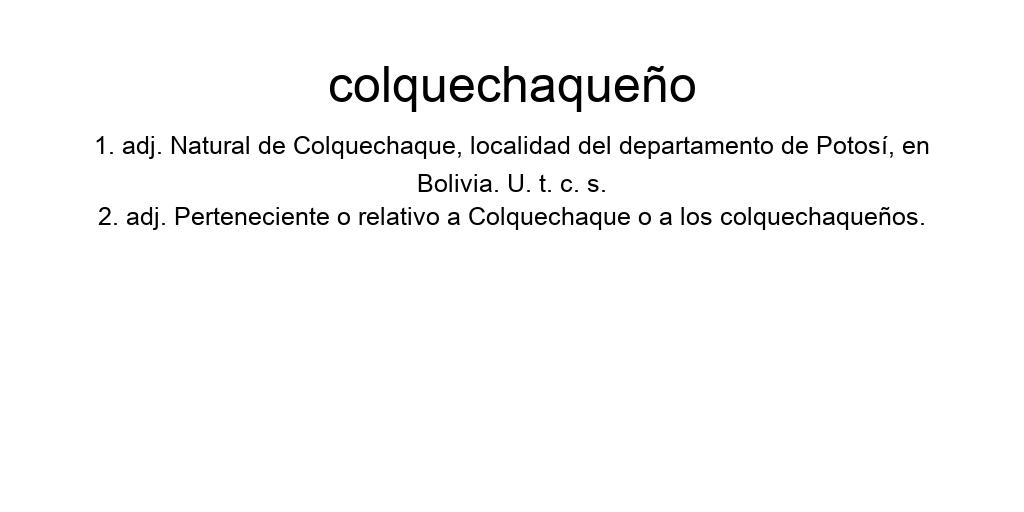 colquechaqueño
1. adj. Natural de Colquechaque, localidad del departamento de Potosí, en
Bolivia. U. t. c. s.
2. adj. Perteneciente o relativo a Colquechaque o a los colquechaqueños.